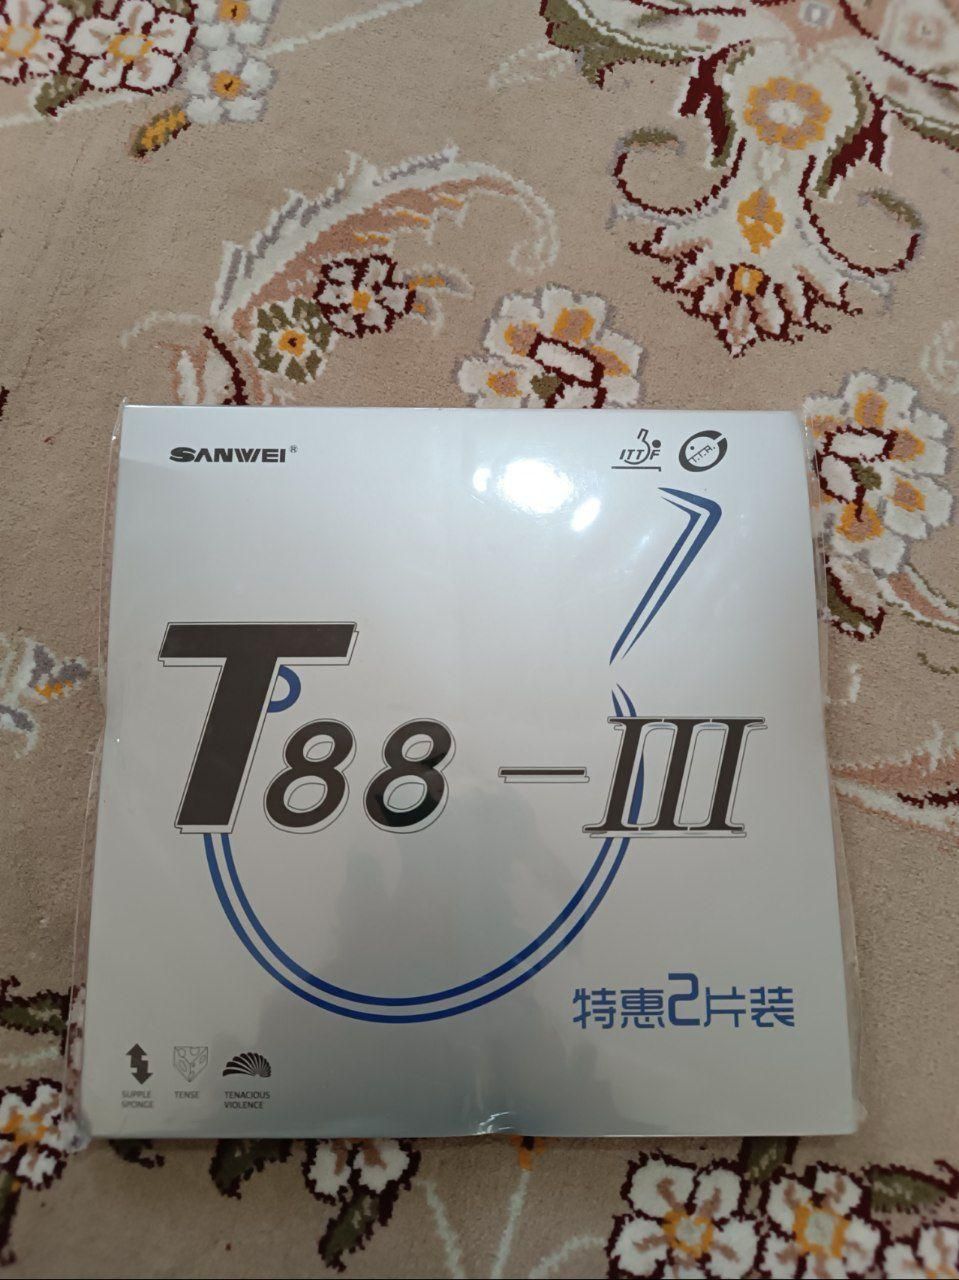 SANWEI®
ITTF
I.T.T.A.
T88-III
特惠2片装
SUPPLE
SPONGE
TENSE
TENACIOUS
VIOLENCE